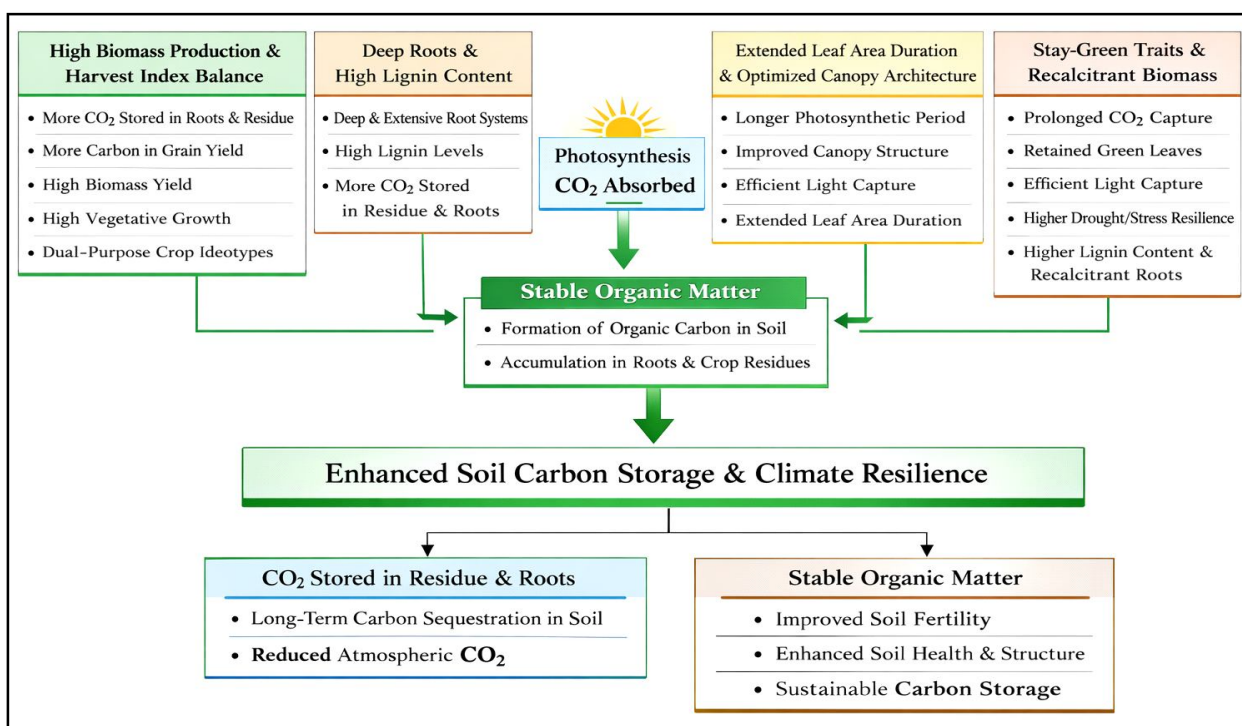 High Biomass Production &
Harvest Index Balance
• More CO₂ Stored in Roots & Residue
• More Carbon in Grain Yield
• High Biomass Yield
• High Vegetative Growth
• Dual-Purpose Crop Ideotypes
Deep Roots &
High Lignin Content
• Deep & Extensive Root Systems
• High Lignin Levels
• More CO₂ Stored
in Residue & Roots
Photosynthesis
CO₂ Absorbed
Extended Leaf Area Duration
& Optimized Canopy Architecture
• Longer Photosynthetic Period
• Improved Canopy Structure
• Efficient Light Capture
• Extended Leaf Area Duration
Stay-Green Traits &
Recalcitrant Biomass
• Prolonged CO₂ Capture
• Retained Green Leaves
• Efficient Light Capture
• Higher Drought/Stress Resilience
• Higher Lignin Content &
Recalcitrant Roots
Stable Organic Matter
• Formation of Organic Carbon in Soil
• Accumulation in Roots & Crop Residues
Enhanced Soil Carbon Storage & Climate Resilience
CO₂ Stored in Residue & Roots
• Long-Term Carbon Sequestration in Soil
• Reduced Atmospheric CO₂
Stable Organic Matter
• Improved Soil Fertility
• Enhanced Soil Health & Structure
• Sustainable Carbon Storage